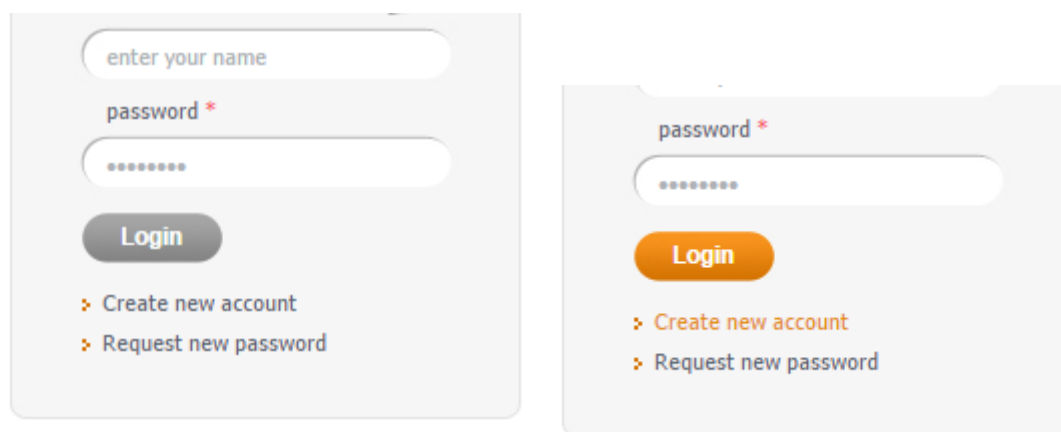 enter your name
password *
••••••••
Login
Create new account
Request new password
password *
••••••••
Login
Create new account
Request new password